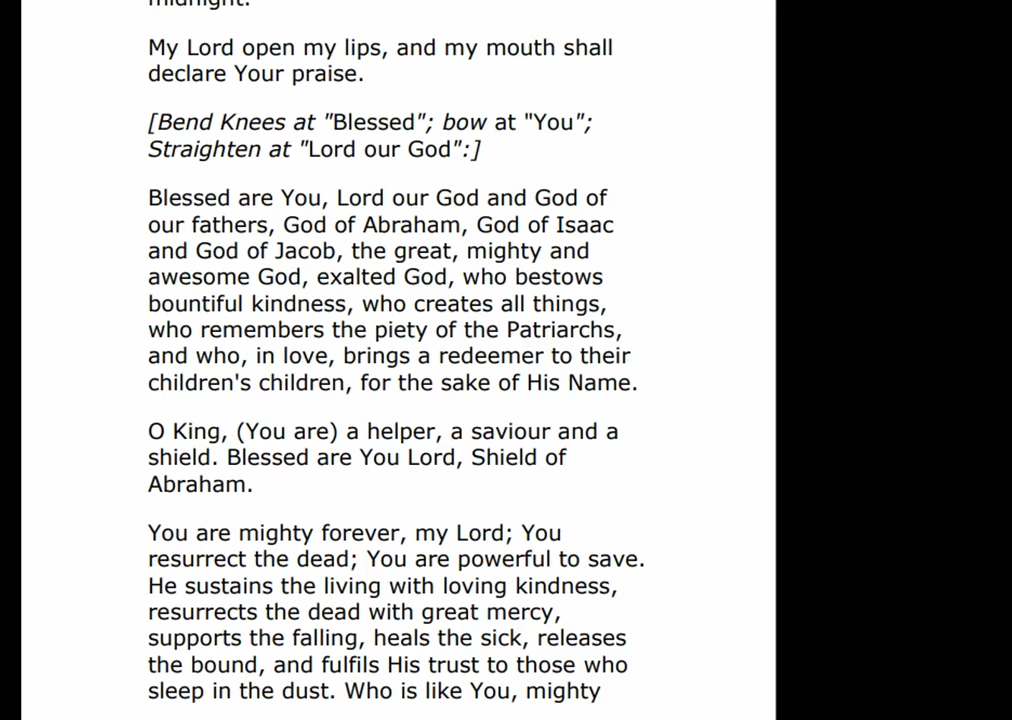 midnight.
My Lord open my lips, and my mouth shall
declare Your praise.
[Bend Knees at "Blessed"; bow at "You";
Straighten at "Lord our God":]
Blessed are You, Lord our God and God of
our fathers, God of Abraham, God of Isaac
and God of Jacob, the great, mighty and
awesome God, exalted God, who bestows
bountiful kindness, who creates all things,
who remembers the piety of the Patriarchs,
and who, in love, brings a redeemer to their
children's children, for the sake of His Name.
O King, (You are) a helper, a saviour and a
shield. Blessed are You Lord, Shield of
Abraham.
You are mighty forever, my Lord; You
resurrect the dead; You are powerful to save.
He sustains the living with loving kindness,
resurrects the dead with great mercy,
supports the falling, heals the sick, releases
the bound, and fulfils His trust to those who
sleep in the dust. Who is like You, mighty